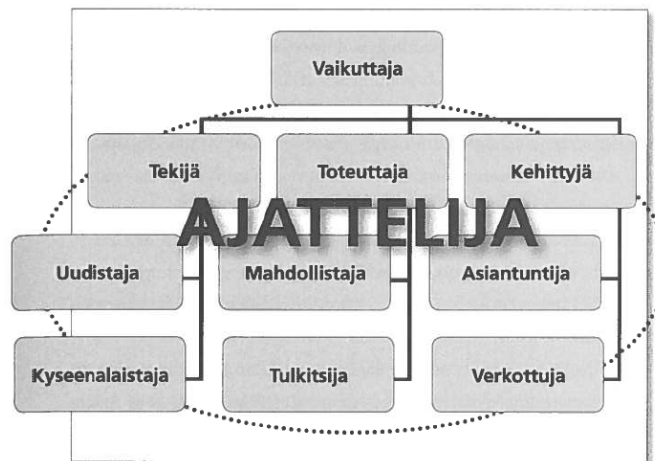 Vaikuttaja
Tekijä
Toteuttaja
Kehittyjä
AJATTELIJA
Uudistaja
Mahdollistaja
Asiantuntija
Kyseenalaistaja
Tulkitsija
Verkottuja